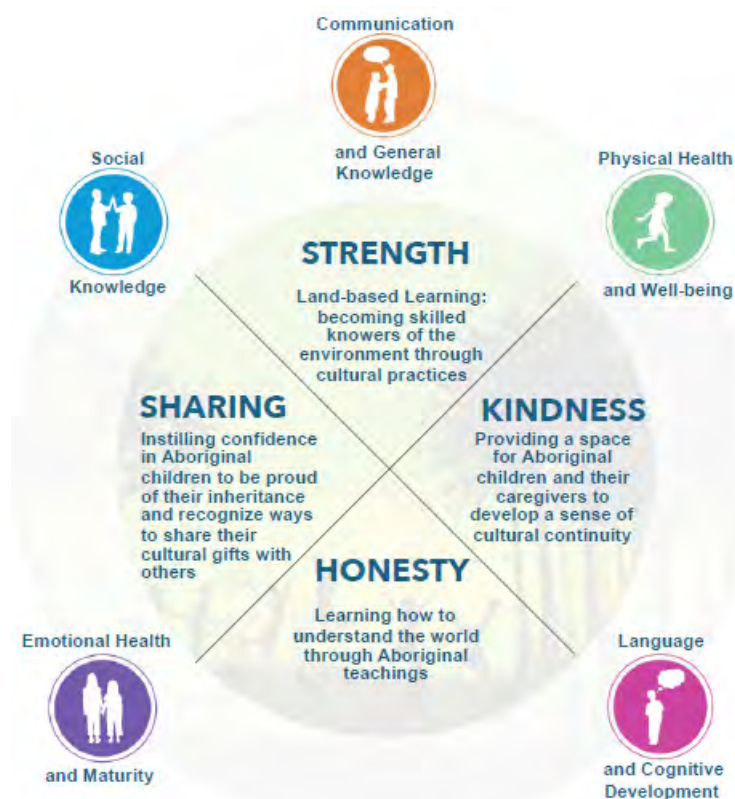 Communication
and General
Knowledge
Social
Knowledge
Physical Health
and Well-being
STRENGTH
Land-based Learning:
becoming skilled
knowers of the
environment through
cultural practices
SHARING
Instilling confidence
in Aboriginal
children to be proud
of their inheritance
and recognize ways
to share their
cultural gifts with
others
KINDNESS
Providing a space
for Aboriginal
children and their
caregivers to
develop a sense of
cultural continuity
HONESTY
Learning how to
understand the world
through Aboriginal
teachings
Emotional Health
and Maturity
Language
and Cognitive
Development